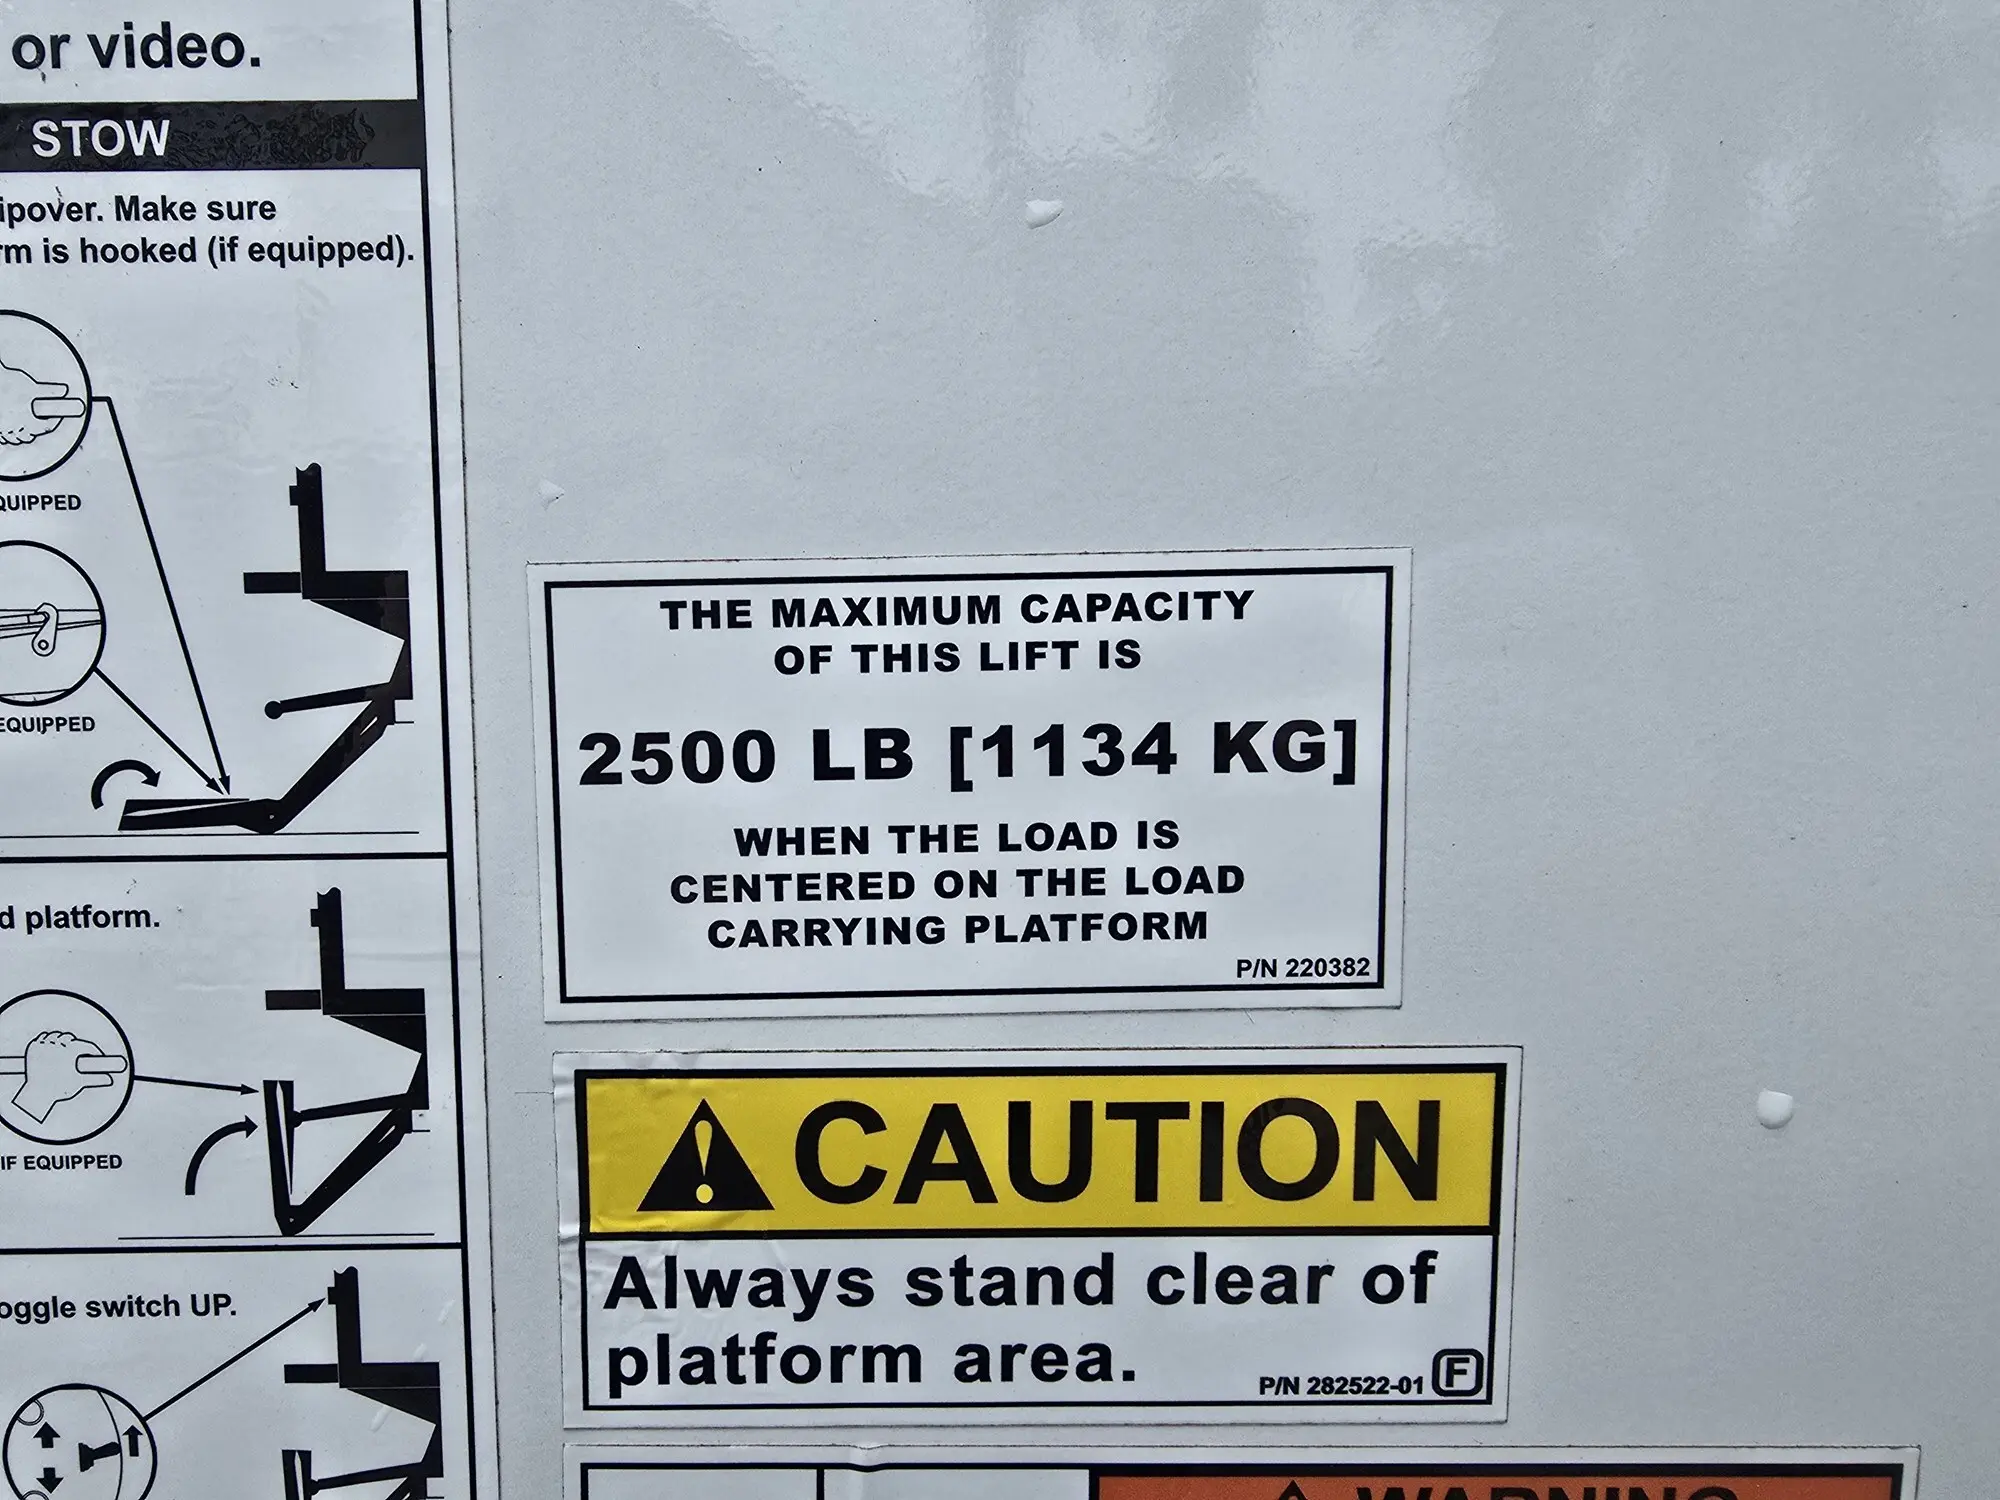 or video.
STOW
ipover. Make sure
rm is hooked (if equipped).
QUIPPED
EQUIPPED
d platform.
IF EQUIPPED
oggle switch UP.
THE MAXIMUM CAPACITY
OF THIS LIFT IS
2500 LB [1134 KG]
WHEN THE LOAD IS
CENTERED ON THE LOAD
CARRYING PLATFORM
P/N 220382
CAUTION
Always stand clear of
platform area.
P/N 282522-01 F
WARNING